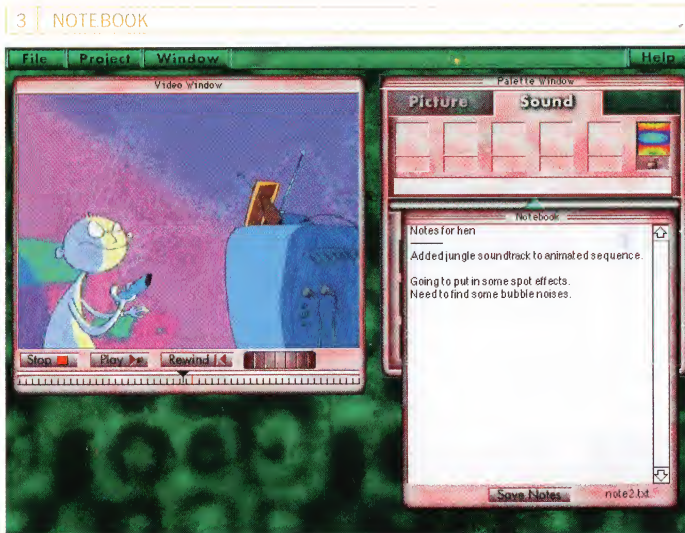 3 NOTEBOOK
File Project Window Help
Video Window
Stop Play Rewind
Palette Window
Picture Sound
Notebook
Notes for hen
Added jungle soundtrack to animated sequence.
Going to put in some spot effects.
Need to find some bubble noises.
Save Notes note2.txt